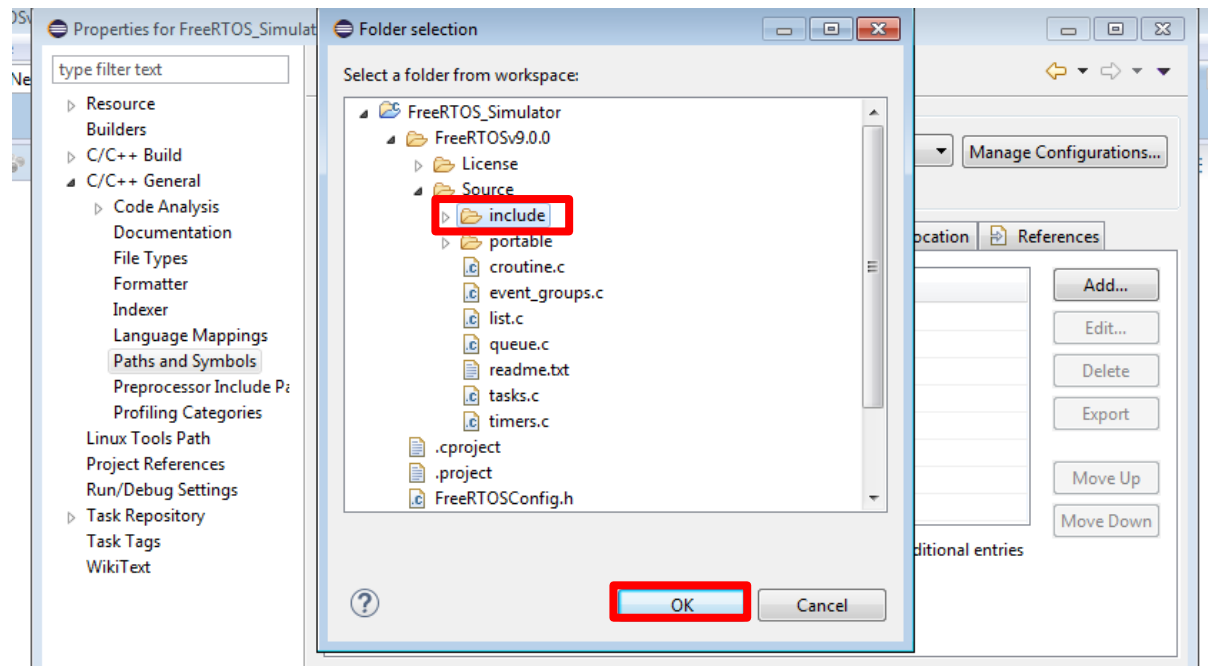 Properties for FreeRTOS_Simulat
type filter text
Resource
Builders
C/C++ Build
C/C++ General
Code Analysis
Documentation
File Types
Formatter
Indexer
Language Mappings
Paths and Symbols
Preprocessor Include Pa
Profiling Categories
Linux Tools Path
Project References
Run/Debug Settings
Task Repository
Task Tags
WikiText
Folder selection
Select a folder from workspace:
FreeRTOS_Simulator
FreeRTOSv9.0.0
License
Source
include
portable
croutine.c
event_groups.c
list.c
queue.c
readme.txt
tasks.c
timers.c
.cproject
.project
FreeRTOSConfig.h
OK
Cancel
Manage Configurations...
ocation
References
Add...
Edit...
Delete
Export
Move Up
Move Down
ditional entries